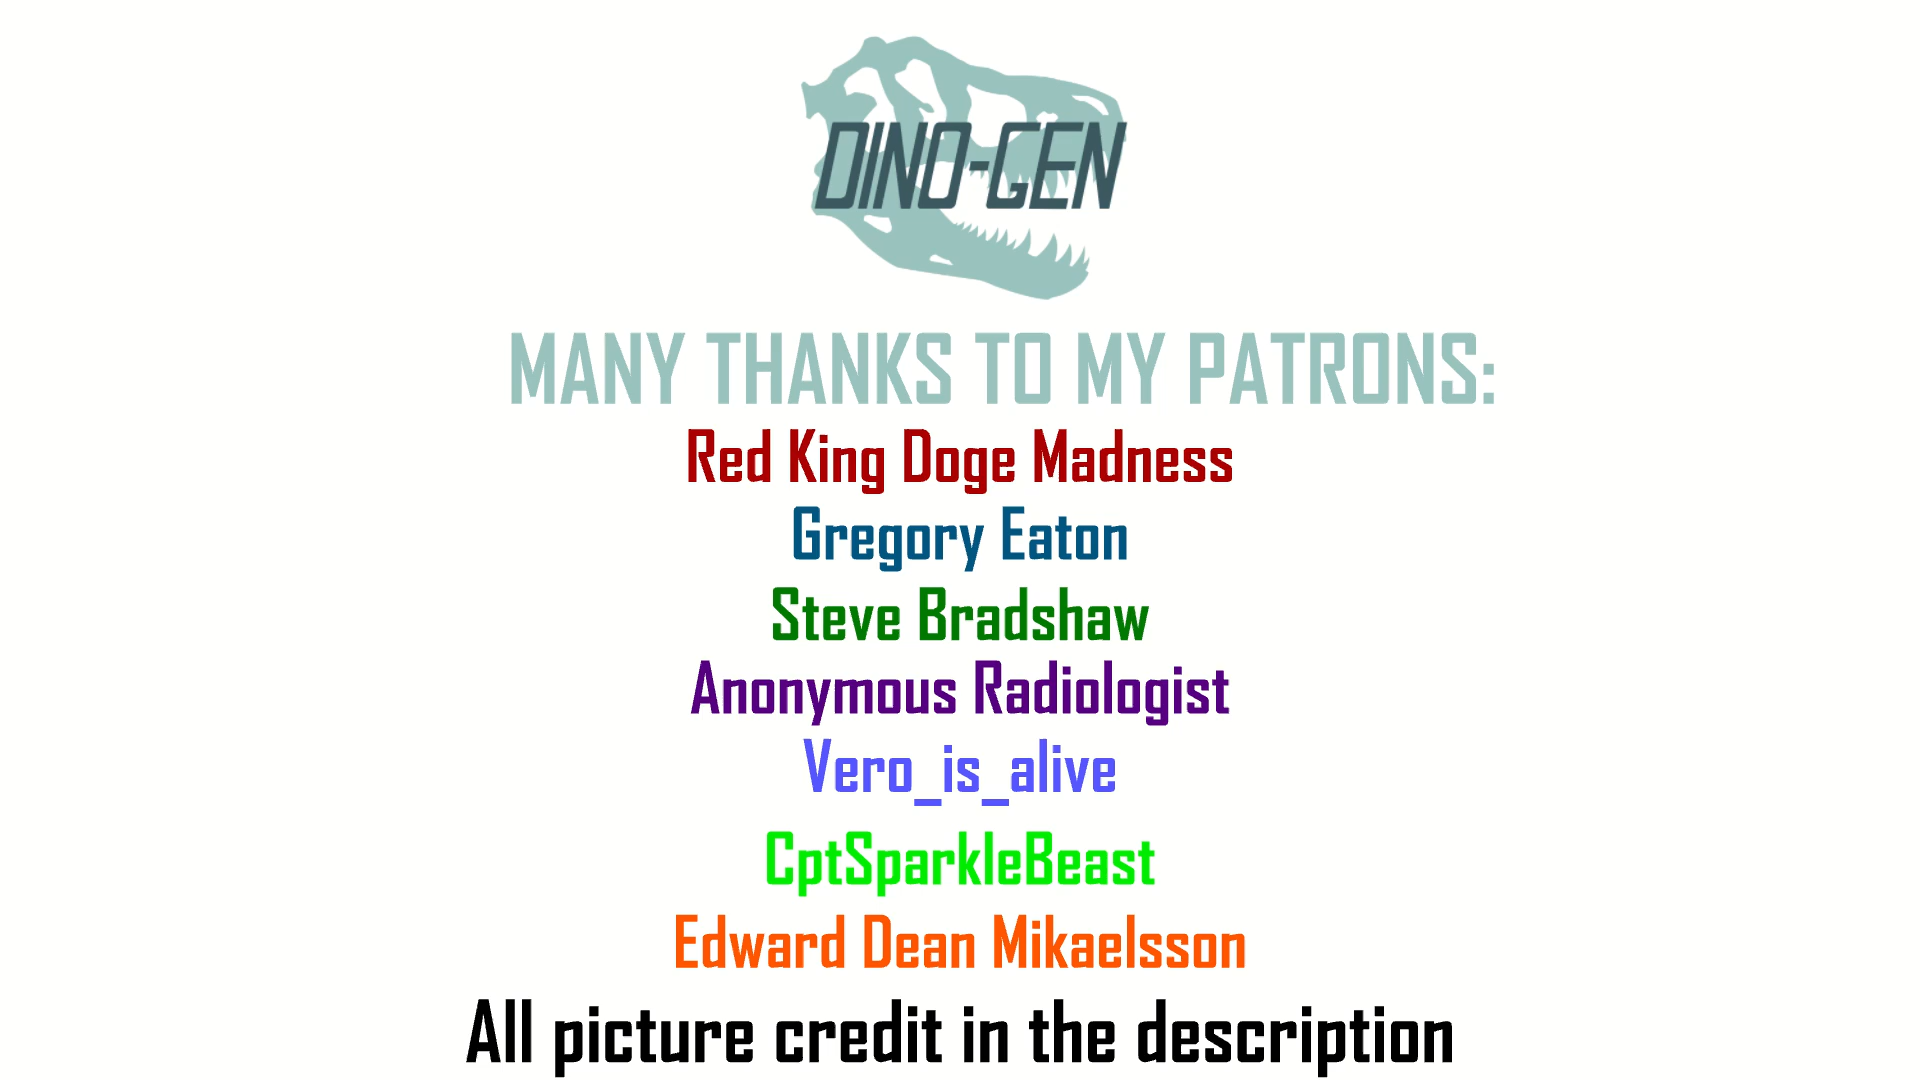 DINO-GEN
MANY THANKS TO MY PATRONS:
Red King Doge Madness
Gregory Eaton
Steve Bradshaw
Anonymous Radiologist
Vero_is_alive
CptSparkleBeast
Edward Dean Mikaelsson
All picture credit in the description